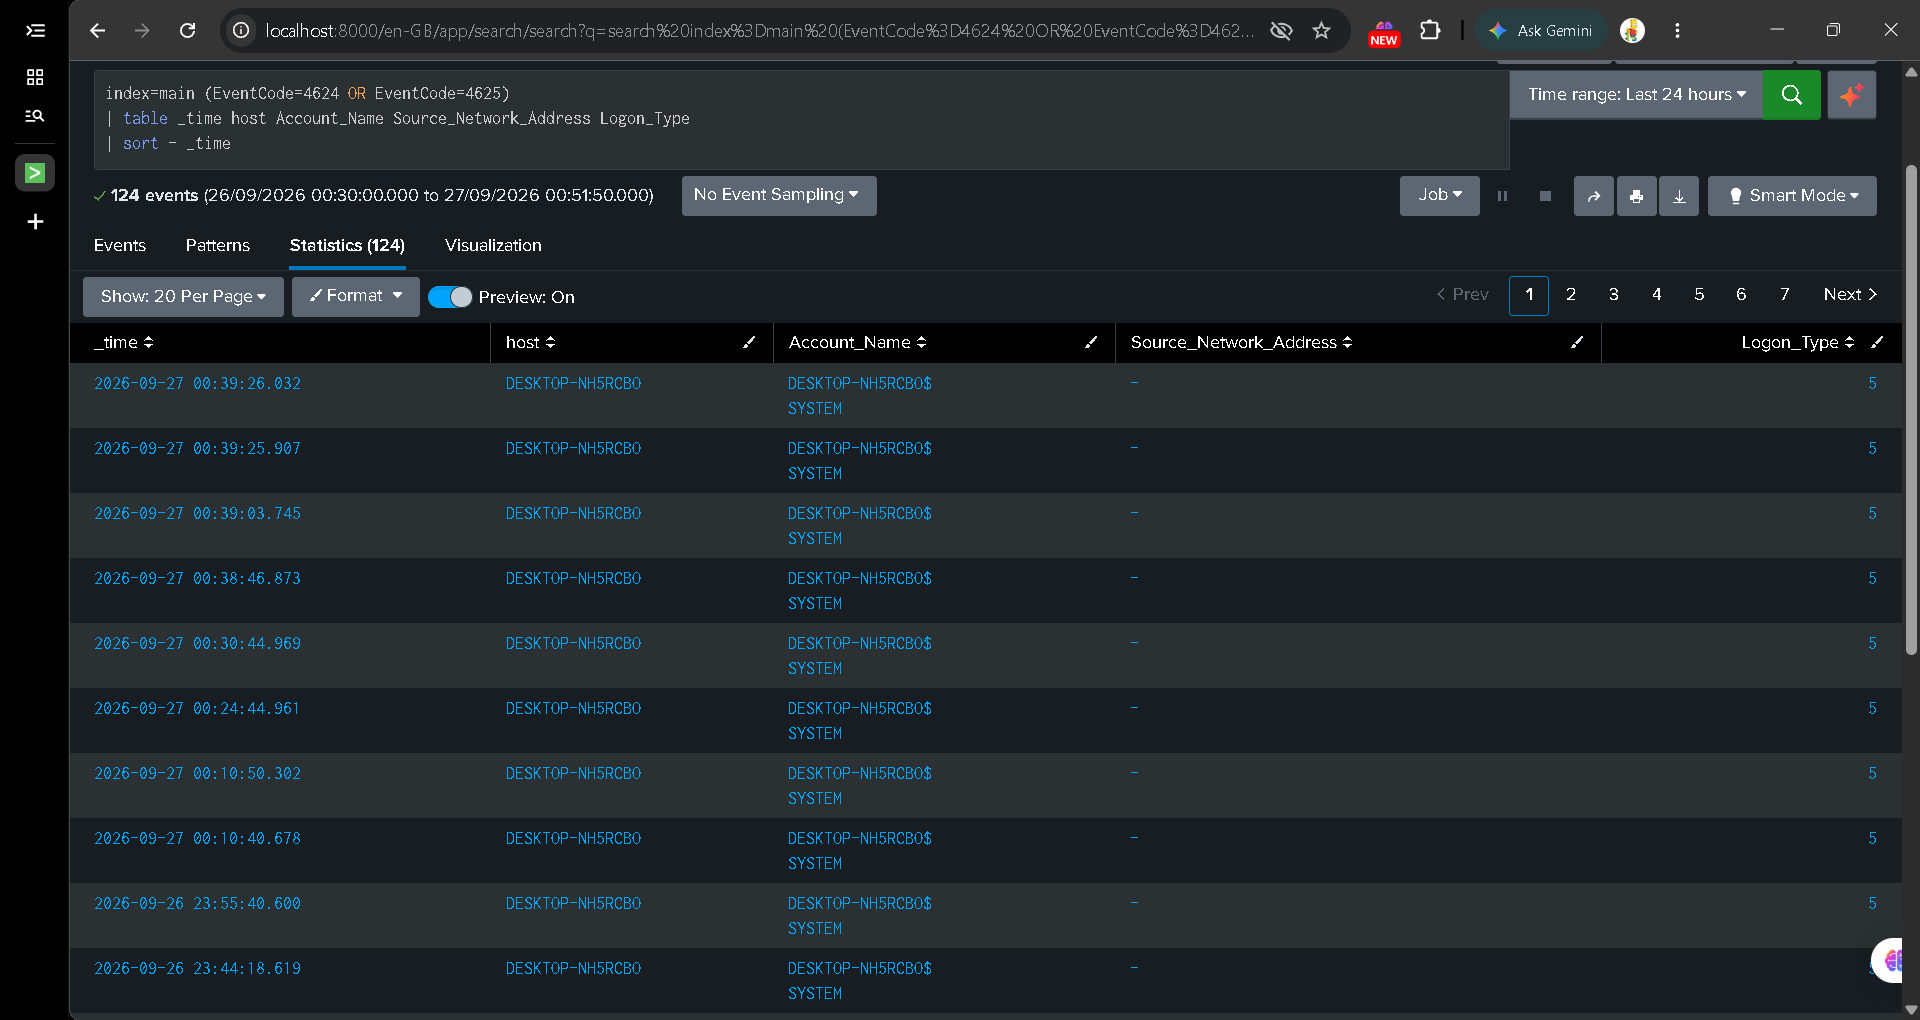 localhost:8000/en-GB/app/search/search?q=search%20index%3Dmain%20(EventCode%3D4624%20OR%20EventCode%3D462...
NEW
Ask Gemini
index=main (EventCode=4624 OR EventCode=4625)
| table _time host Account_Name Source_Network_Address Logon_Type
| sort - _time
Time range: Last 24 hours
124 events (26/09/2026 00:30:00.000 to 27/09/2026 00:51:50.000)
No Event Sampling
Job
Smart Mode
Events Patterns Statistics (124) Visualization
Show: 20 Per Page Format Preview: On
< Prev 1 2 3 4 5 6 7 Next >
_time host Account_Name Source_Network_Address Logon_Type
2026-09-27 00:39:26.032 DESKTOP-NH5RCBO DESKTOP-NH5RCBO$ - 5
SYSTEM
2026-09-27 00:39:25.907 DESKTOP-NH5RCBO DESKTOP-NH5RCBO$ - 5
SYSTEM
2026-09-27 00:39:03.745 DESKTOP-NH5RCBO DESKTOP-NH5RCBO$ - 5
SYSTEM
2026-09-27 00:38:46.873 DESKTOP-NH5RCBO DESKTOP-NH5RCBO$ - 5
SYSTEM
2026-09-27 00:30:44.969 DESKTOP-NH5RCBO DESKTOP-NH5RCBO$ - 5
SYSTEM
2026-09-27 00:24:44.961 DESKTOP-NH5RCBO DESKTOP-NH5RCBO$ - 5
SYSTEM
2026-09-27 00:10:50.302 DESKTOP-NH5RCBO DESKTOP-NH5RCBO$ - 5
SYSTEM
2026-09-27 00:10:40.678 DESKTOP-NH5RCBO DESKTOP-NH5RCBO$ - 5
SYSTEM
2026-09-26 23:55:40.600 DESKTOP-NH5RCBO DESKTOP-NH5RCBO$ - 5
SYSTEM
2026-09-26 23:44:18.619 DESKTOP-NH5RCBO DESKTOP-NH5RCBO$ -
SYSTEM